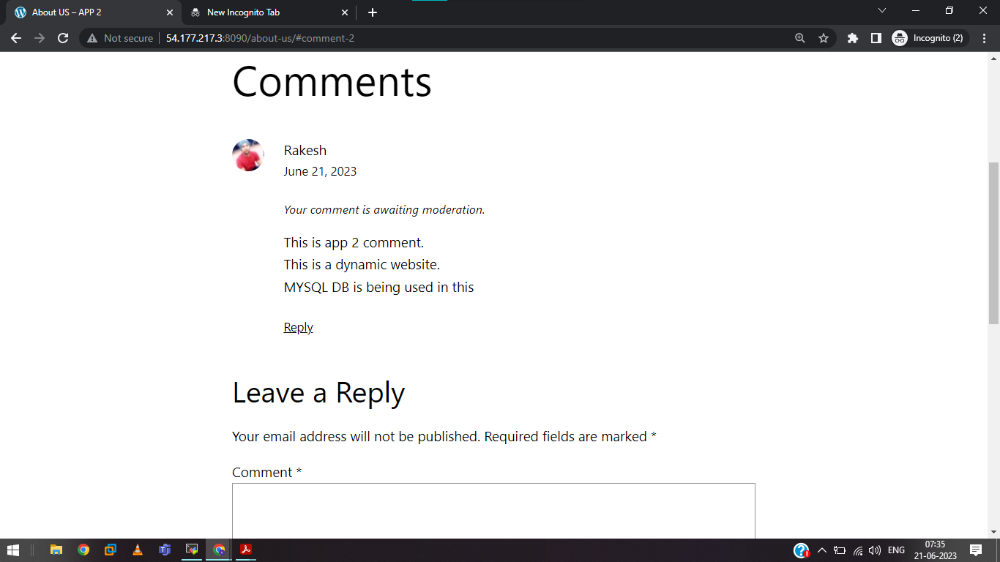 About US – APP 2
New Incognito Tab
Not secure
54.177.217.3:8090/about-us/#comment-2
Incognito (2)
Comments
Rakesh
June 21, 2023
Your comment is awaiting moderation.
This is app 2 comment.
This is a dynamic website.
MYSQL DB is being used in this
Reply
Leave a Reply
Your email address will not be published. Required fields are marked *
Comment *
ENG
07:35
21-06-2023